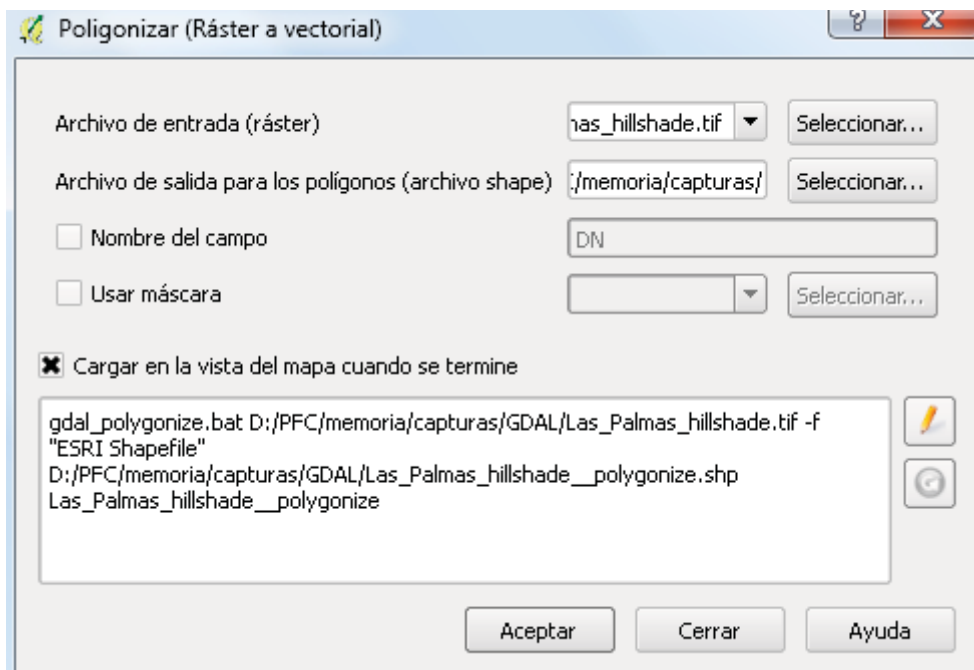 Poligonizar (Ráster a vectorial)
?
Archivo de entrada (ráster) nas_hillshade.tif Seleccionar...
Archivo de salida para los polígonos (archivo shape) /memoria/capturas/ Seleccionar...
Nombre del campo DN
Usar máscara Seleccionar...
Cargar en la vista del mapa cuando se termine
gdal_polygonize.bat D:/PFC/memoria/capturas/GDAL/Las_Palmas_hillshade.tif -f
"ESRI Shapefile"
D:/PFC/memoria/capturas/GDAL/Las_Palmas_hillshade__polygonize.shp
Las_Palmas_hillshade__polygonize
Aceptar Cerrar Ayuda